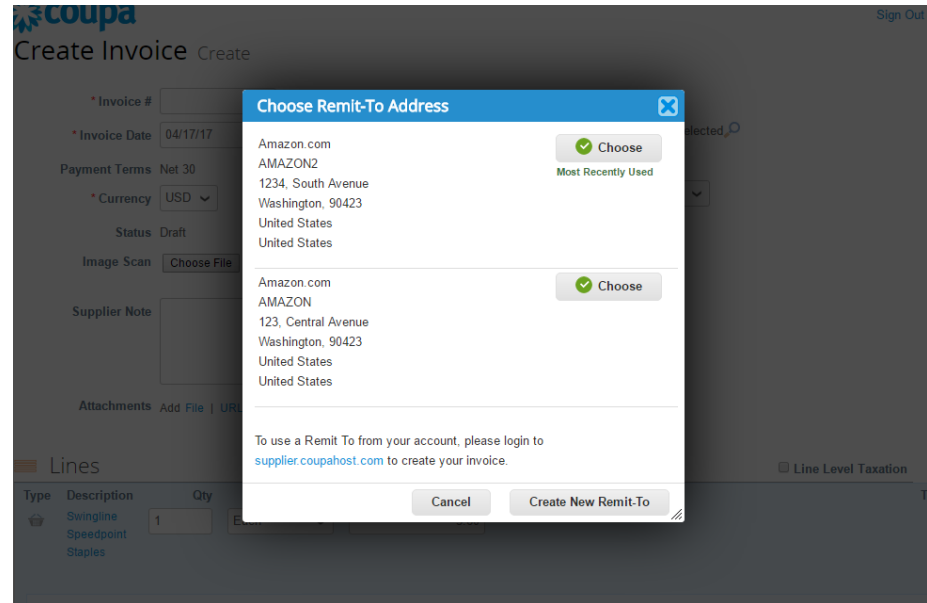 coupa
Sign Out
Create Invoice Create
* Invoice #
* Invoice Date 04/17/17
Payment Terms Net 30
* Currency USD
Status Draft
Image Scan Choose File
Supplier Note
Attachments Add File | URL
Choose Remit-To Address
Amazon.com
AMAZON2
1234, South Avenue
Washington, 90423
United States
United States
Choose
Most Recently Used
Amazon.com
AMAZON
123, Central Avenue
Washington, 90423
United States
United States
Choose
To use a Remit To from your account, please login to
supplier.coupahost.com to create your invoice.
Cancel Create New Remit-To
Lines
Line Level Taxation
Type Description Qty
Swingline
Speedpoint
Staples
1